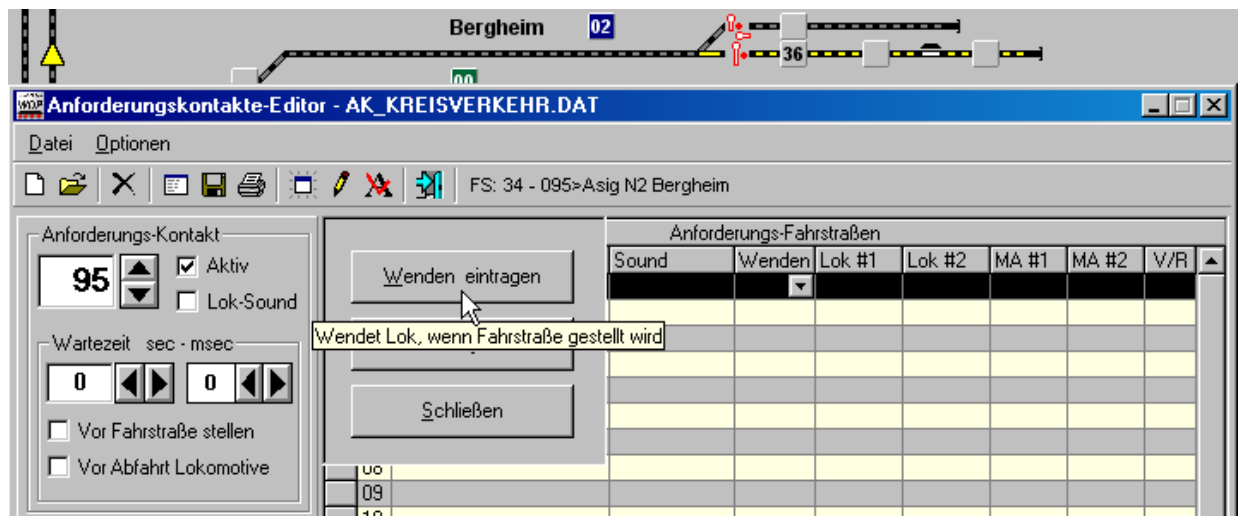 Bergheim 02
36
WDP Anforderungskontakte-Editor - AK_KREISVERKEHR.DAT
Datei Optionen
FS: 34 - 095>Asig N2 Bergheim
Anforderungs-Kontakt
95
Aktiv
Lok-Sound
Wartezeit sec - msec
0 0
Vor Fahrstraße stellen
Vor Abfahrt Lokomotive
Wenden eintragen
Wendet Lok, wenn Fahrstraße gestellt wird
Schließen
Anforderungs-Fahrstraßen
Sound Wenden Lok #1 Lok #2 MA #1 MA #2 V/R
09